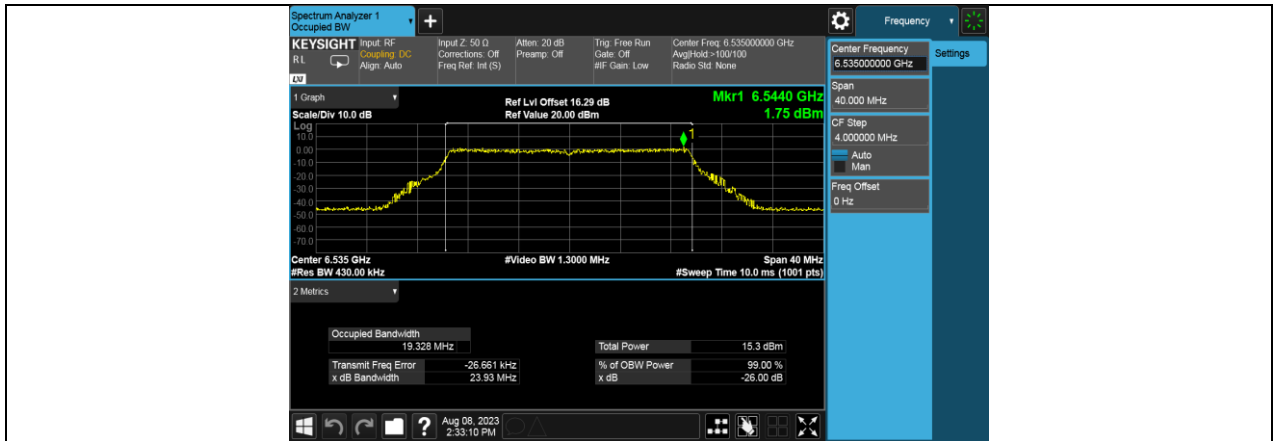 Spectrum Analyzer 1
Occupied BW
+
Frequency
KEYSIGHT
R L
LXI
Input: RF
Coupling: DC
Align: Auto
Input Z: 50 Ω
Corrections: Off
Freq Ref: Int (S)
Atten: 20 dB
Preamp: Off
Trig: Free Run
Gate: Off
#IF Gain: Low
Center Freq: 6.535000000 GHz
Avg|Hold:>100/100
Radio Std: None
Center Frequency
6.535000000 GHz
Settings
Span
40.000 MHz
CF Step
4.000000 MHz
Auto
Man
Freq Offset
0 Hz
1 Graph
Scale/Div 10.0 dB
Ref Lvl Offset 16.29 dB
Ref Value 20.00 dBm
Mkr1 6.5440 GHz
1.75 dBm
Log
10.0
0.00
-10.0
-20.0
-30.0
-40.0
-50.0
-60.0
-70.0
1
Center 6.535 GHz
#Video BW 1.3000 MHz
Span 40 MHz
#Res BW 430.00 kHz
#Sweep Time 10.0 ms (1001 pts)
2 Metrics
Occupied Bandwidth
19.328 MHz
Total Power 15.3 dBm
Transmit Freq Error -26.661 kHz
% of OBW Power 99.00 %
x dB Bandwidth 23.93 MHz
x dB -26.00 dB
?
Aug 08, 2023
2:33:10 PM